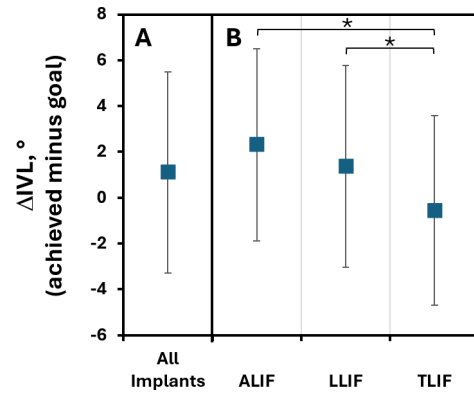 ΔIVL, °
(achieved minus goal)
8
6
4
2
0
-2
-4
-6
A
B
*
*
All
Implants
ALIF
LLIF
TLIF